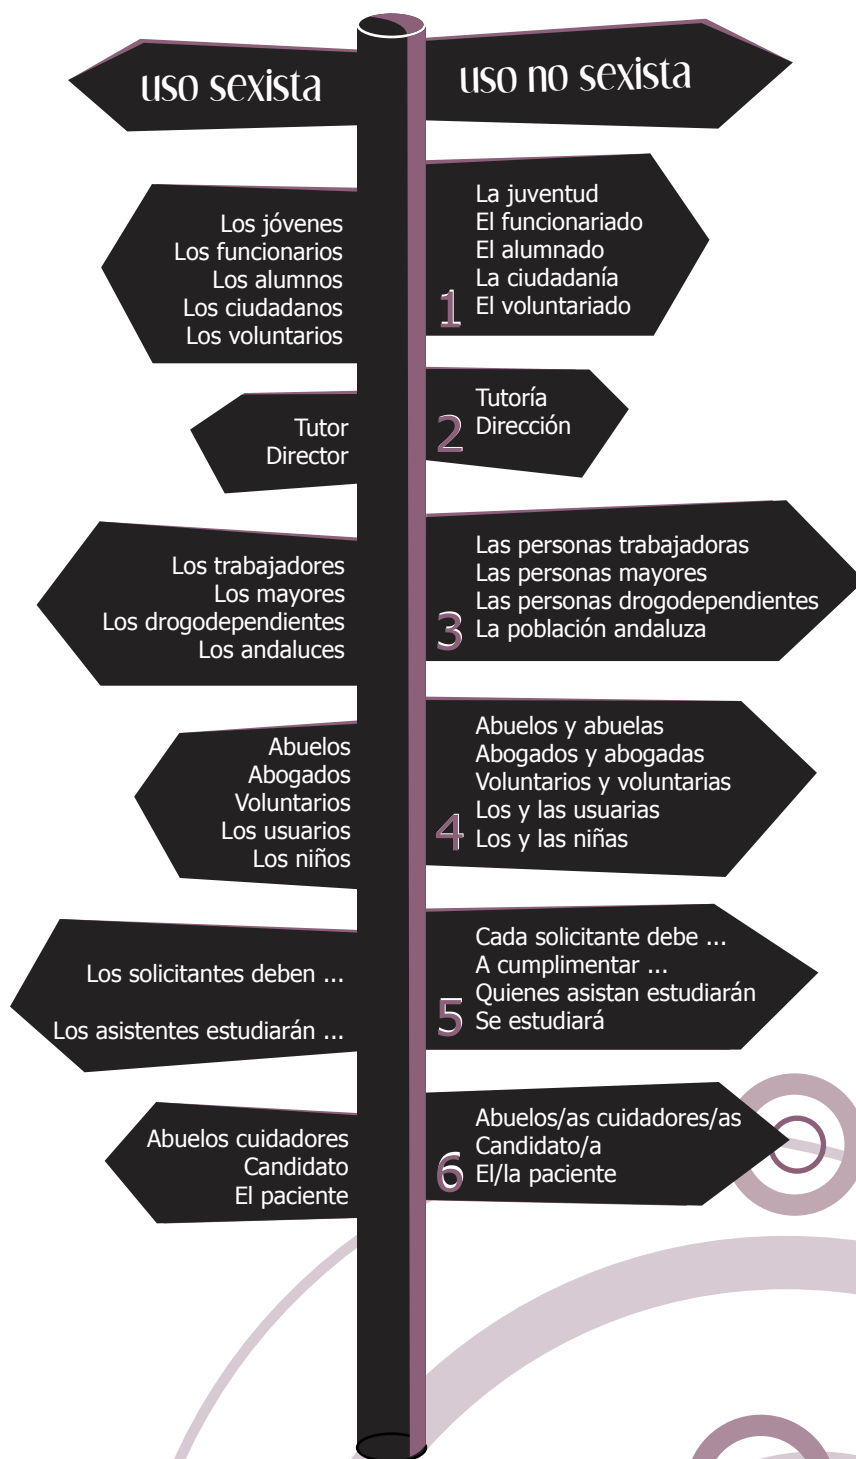 uso sexista
uso no sexista
Los jóvenes
Los funcionarios
Los alumnos
Los ciudadanos
Los voluntarios
1
La juventud
El funcionariado
El alumnado
La ciudadanía
El voluntariado
Tutor
Director
2
Tutoría
Dirección
Los trabajadores
Los mayores
Los drogodependientes
Los andaluces
3
Las personas trabajadoras
Las personas mayores
Las personas drogodependientes
La población andaluza
Abuelos
Abogados
Voluntarios
Los usuarios
Los niños
4
Abuelos y abuelas
Abogados y abogadas
Voluntarios y voluntarias
Los y las usuarias
Los y las niñas
Los solicitantes deben ...
Los asistentes estudiarán ...
5
Cada solicitante debe ...
A cumplimentar ...
Quienes asistan estudiarán
Se estudiará
Abuelos cuidadores
Candidato
El paciente
6
Abuelos/as cuidadores/as
Candidato/a
El/la paciente